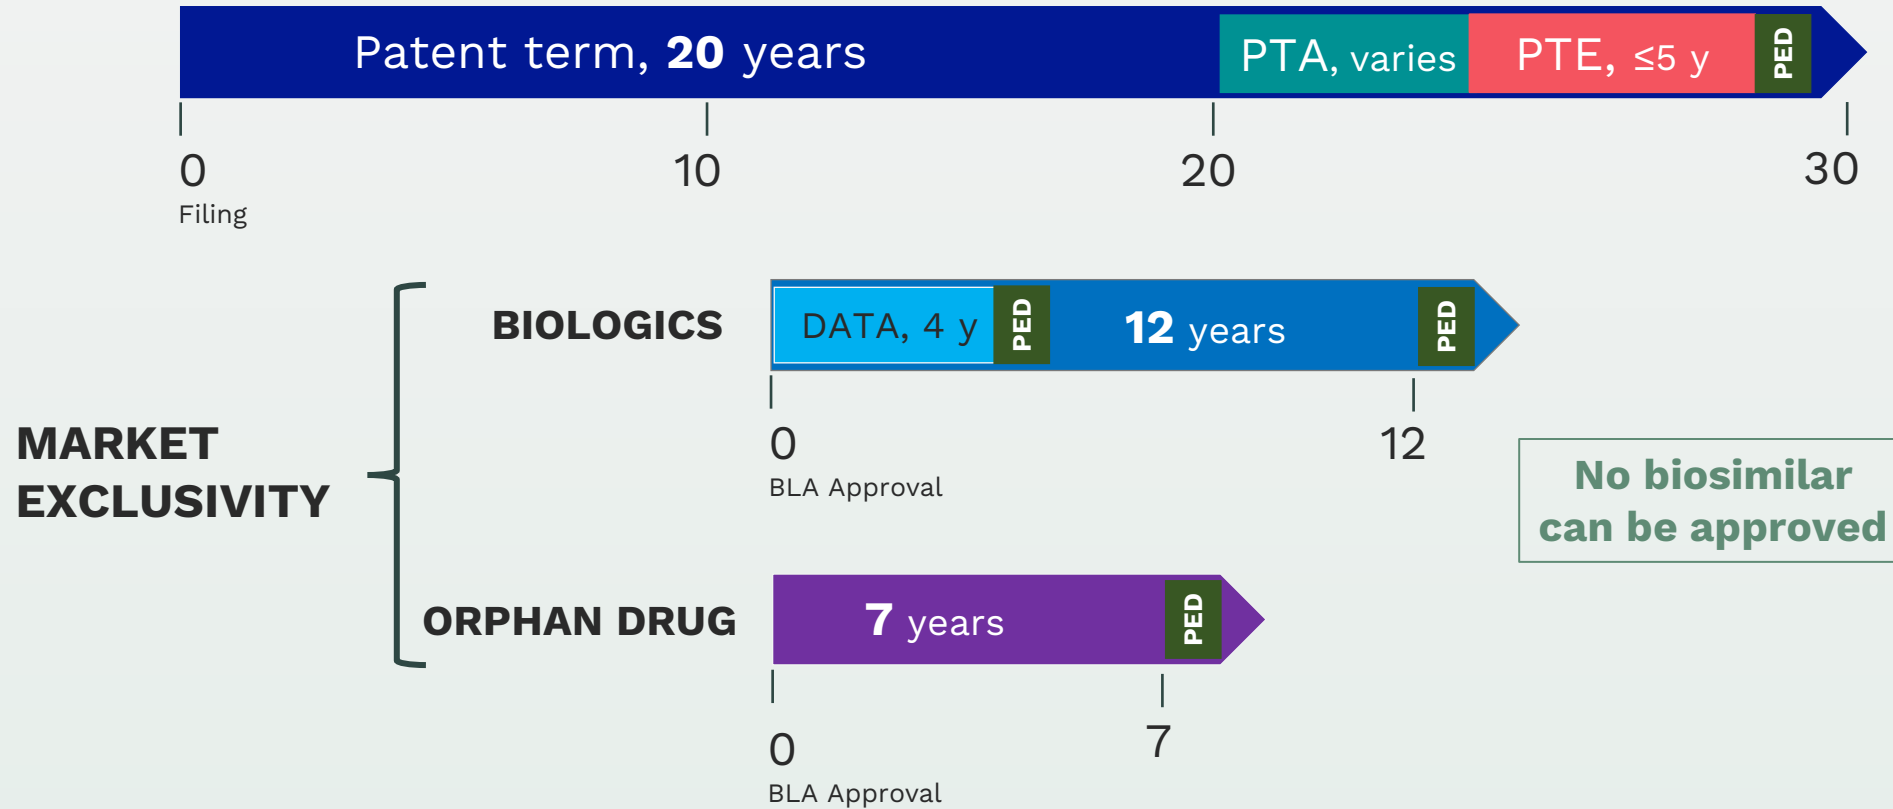 Patent term, 20 years
PTA, varies
PTE, ≤5 y
PED
0
10
20
30
Filing
MARKET
EXCLUSIVITY
BIOLOGICS
DATA, 4 y
PED
12 years
PED
0
12
BLA Approval
No biosimilar
can be approved
ORPHAN DRUG
7 years
PED
0
7
BLA Approval